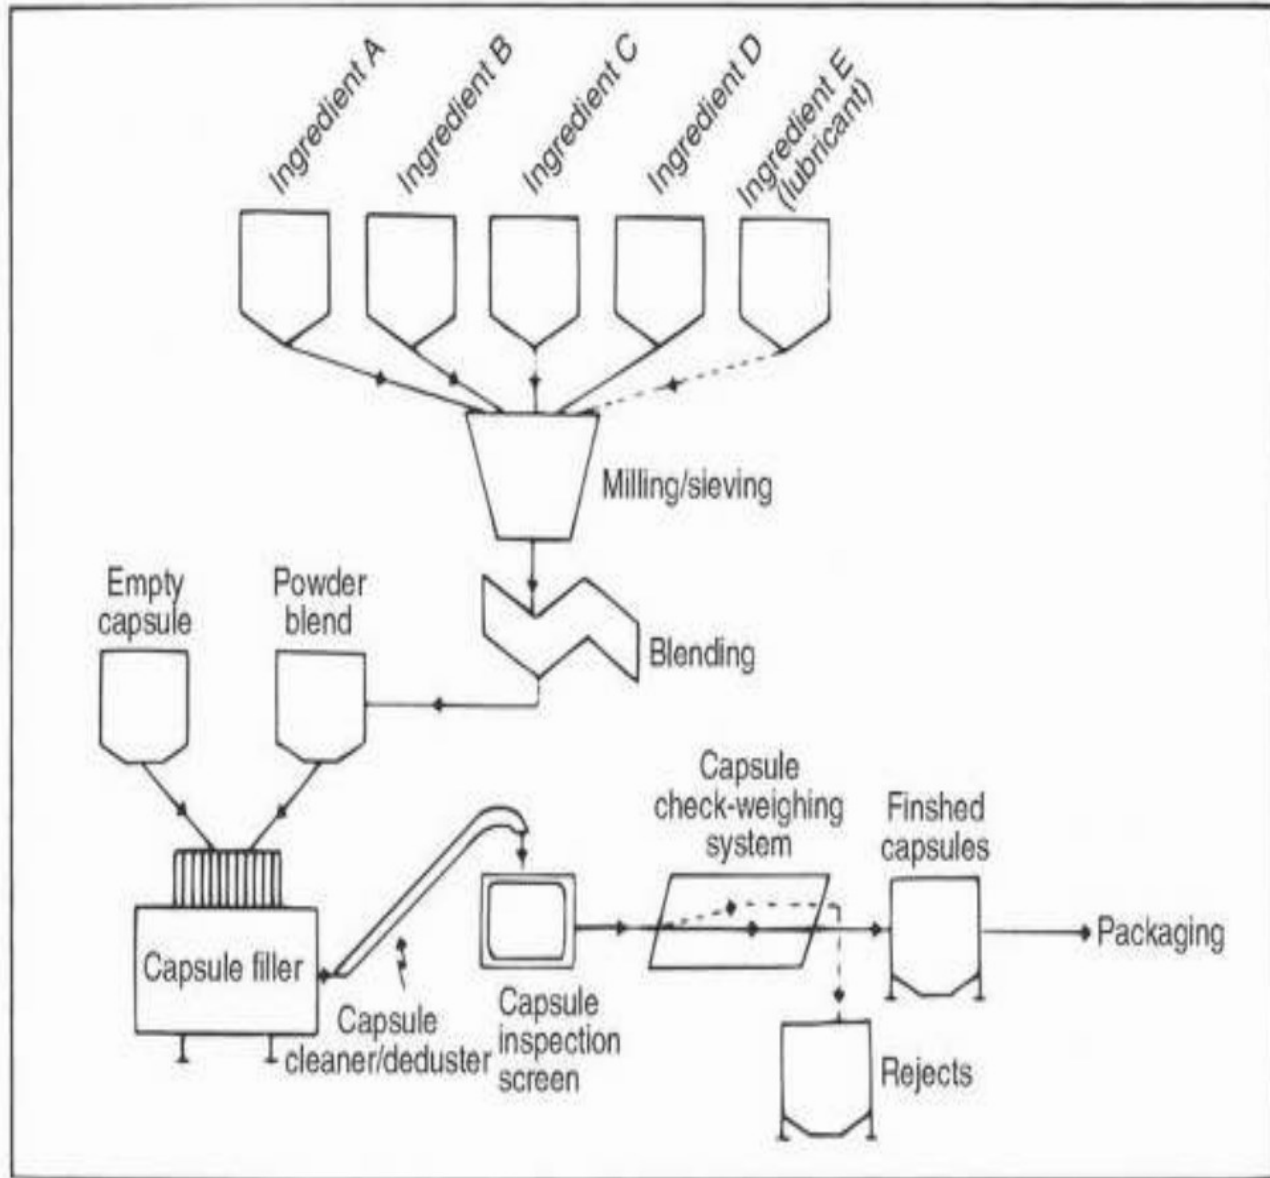 Ingredient A
Ingredient B
Ingredient C
Ingredient D
Ingredient E
(lubricant)
Milling/sieving
Empty
capsule
Powder
blend
Blending
Capsule
check-weighing
system
Finshed
capsules
Packaging
Capsule filler
Capsule
cleaner/deduster
Capsule
inspection
screen
Rejects